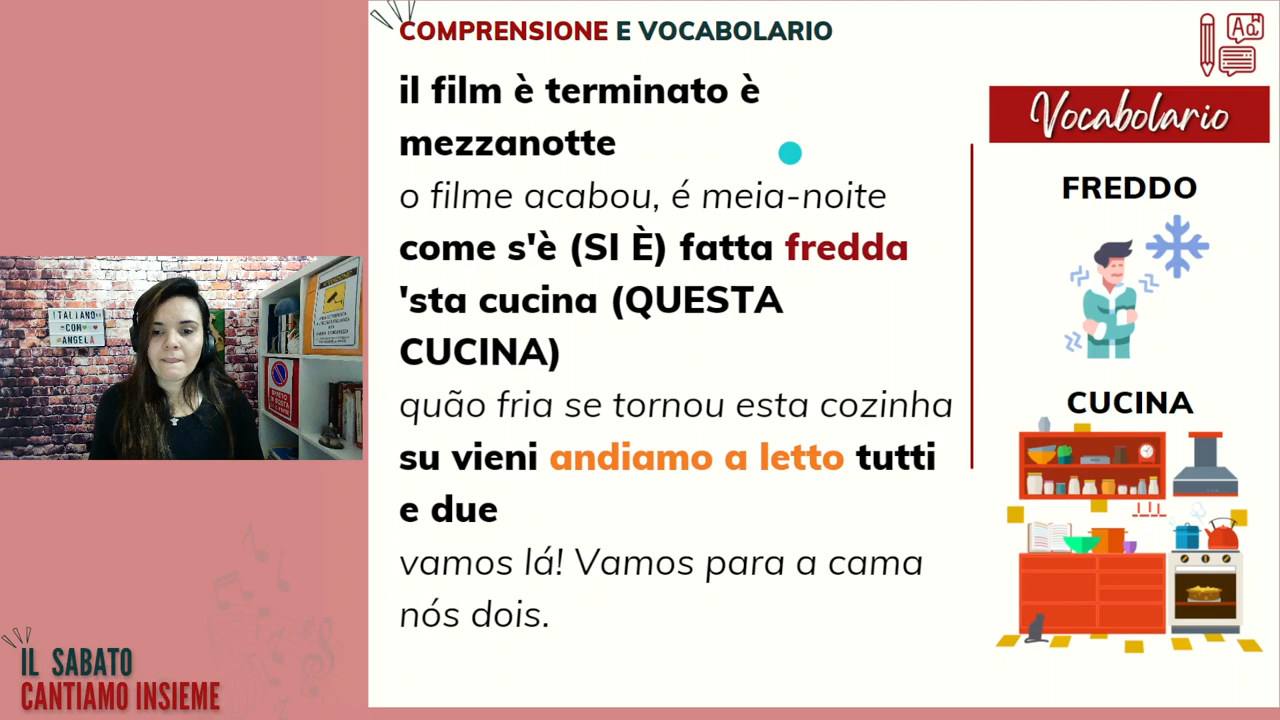 COMPRENSIONE E VOCABOLARIO
il film è terminato è
mezzanotte
o filme acabou, é meia-noite
come s'è (SI È) fatta fredda
'sta cucina (QUESTA
CUCINA)
quão fria se tornou esta cozinha
su vieni andiamo a letto tutti
e due
vamos lá! Vamos para a cama
nós dois.
Ad
Vocabolario
FREDDO
CUCINA
ITALIANO
COM
ANGELA
IL SABATO
CANTIAMO INSIEME